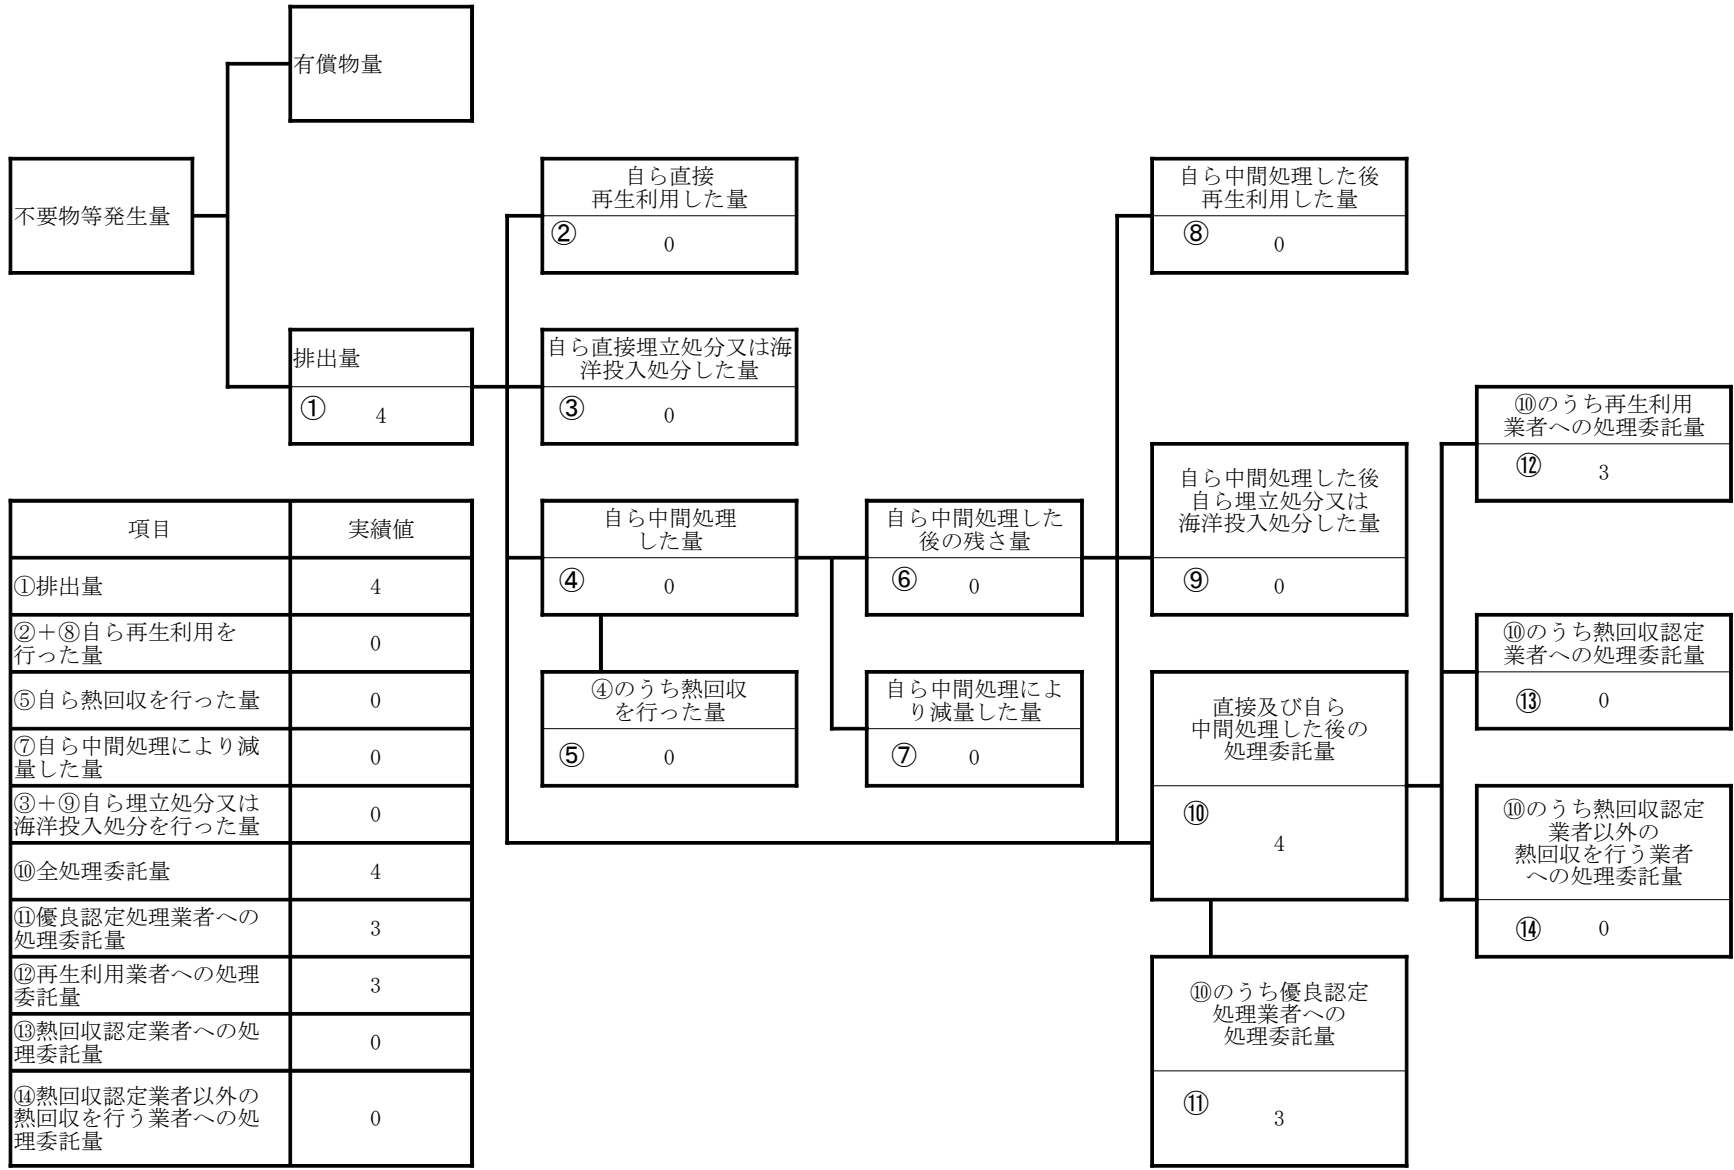 有償物量
不要物等発生量
自ら直接
再生利用した量
②
0
自ら中間処理した後
再生利用した量
⑧
0
排出量
①
4
自ら直接埋立処分又は海
洋投入処分した量
③
0
⑩のうち再生利用
業者への処理委託量
⑫
3
自ら中間処理
した量
④
0
自ら中間処理した
後の残さ量
⑥
0
自ら中間処理した後
自ら埋立処分又は
海洋投入処分した量
⑨
0
⑩のうち熱回収認定
業者への処理委託量
⑬
0
④のうち熱回収
を行った量
⑤
0
自ら中間処理によ
り減量した量
⑦
0
直接及び自ら
中間処理した後の
処理委託量
⑩
4
⑩のうち熱回収認定
業者以外の
熱回収を行う業者
への処理委託量
⑭
0
⑩のうち優良認定
処理業者への
処理委託量
⑪
3
項目
実績値
①排出量
4
②＋⑧自ら再生利用を
行った量
0
⑤自ら熱回収を行った量
0
⑦自ら中間処理により減
量した量
0
③＋⑨自ら埋立処分又は
海洋投入処分を行った量
0
⑩全処理委託量
4
⑪優良認定処理業者への
処理委託量
3
⑫再生利用業者への処理
委託量
3
⑬熱回収認定業者への処
理委託量
0
⑭熱回収認定業者以外の
熱回収を行う業者への処
理委託量
0